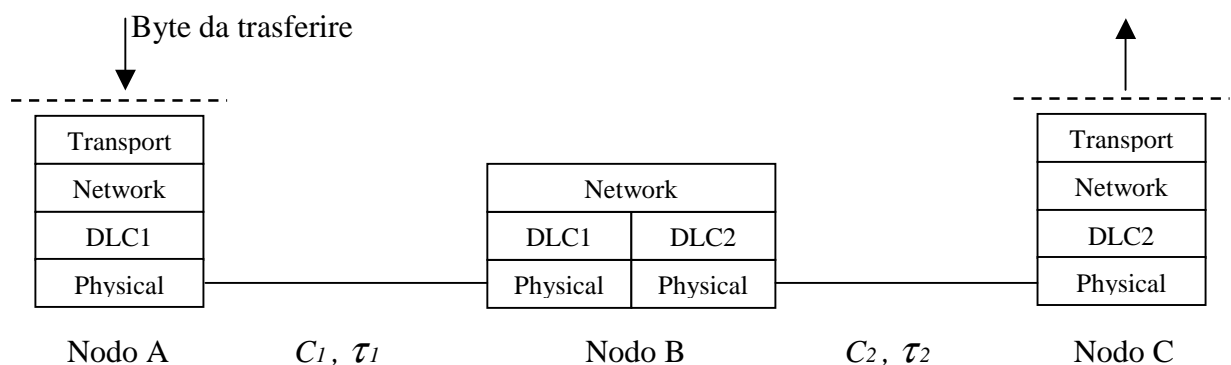 Byte da trasferire
Transport
Network
DLC1
Physical
Network
DLC1 DLC2
Physical Physical
Transport
Network
DLC2
Physical
Nodo A C1, τ1 Nodo B C2, τ2 Nodo C